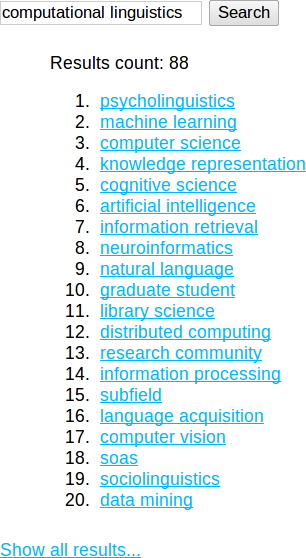 computational linguistics Search
Results count: 88
1. psycholinguistics
2. machine learning
3. computer science
4. knowledge representation
5. cognitive science
6. artificial intelligence
7. information retrieval
8. neuroinformatics
9. natural language
10. graduate student
11. library science
12. distributed computing
13. research community
14. information processing
15. subfield
16. language acquisition
17. computer vision
18. soas
19. sociolinguistics
20. data mining
Show all results...